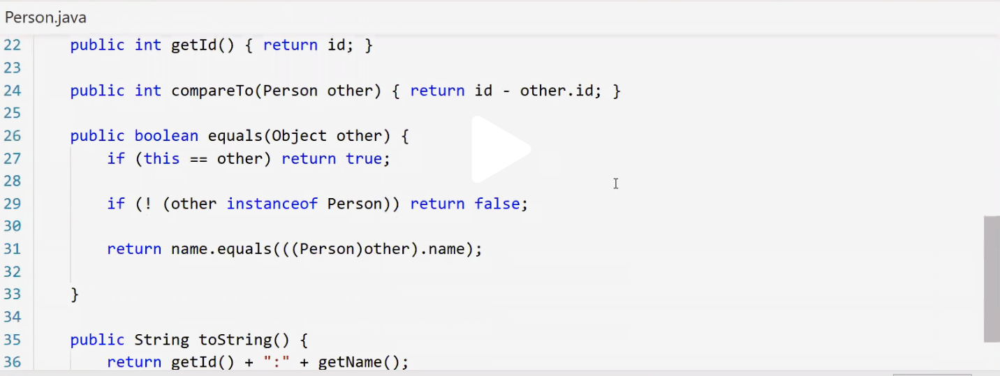 Person.java
22 public int getId() { return id; }
23
24 public int compareTo(Person other) { return id - other.id; }
25
26 public boolean equals(Object other) {
27 if (this == other) return true;
28
29 if (! (other instanceof Person)) return false;
30
31 return name.equals(((Person)other).name);
32
33 }
34
35 public String toString() {
36 return getId() + ":" + getName();